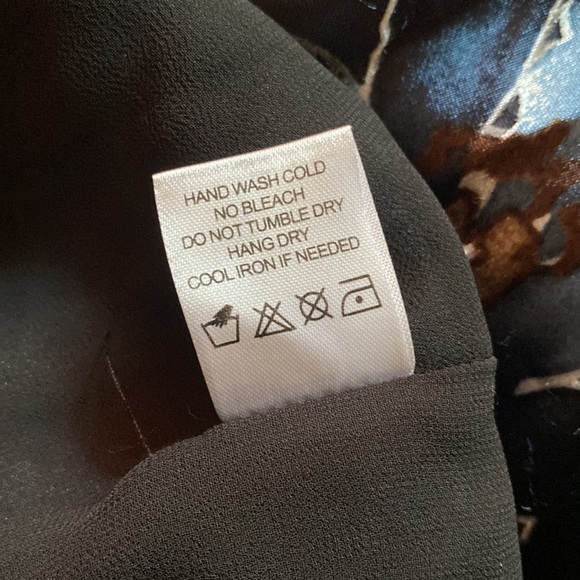 HAND WASH COLD
NO BLEACH
DO NOT TUMBLE DRY
HANG DRY
COOL IRON IF NEEDED